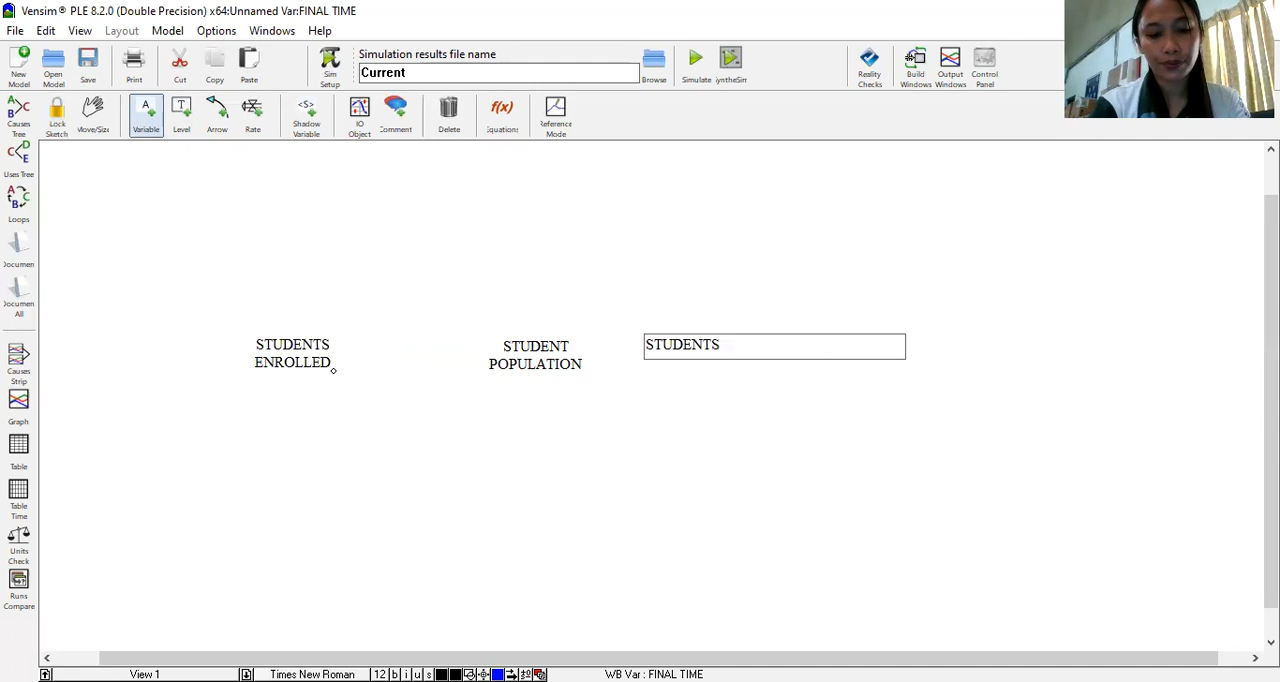 Vensim® PLE 8.2.0 (Double Precision) x64:Unnamed Var:FINAL TIME
File Edit View Layout Model Options Windows Help
Simulation results file name
Current
New Model
Open Model
Save
Print
Cut
Copy
Paste
Sim Setup
Browse
Simulate
Reality Checks
Build Windows
Output Windows
Control Panel
Causes Tree
Lock Sketch
Variable
Level
Arrow
Rate
Shadow Variable
IO Object
Comment
Delete
Equations
Reference Mode
Uses Tree
Loops
Documen
Documen All
Causes Strip
Graph
Table
Table Time
Units Check
Runs Compare
STUDENTS
ENROLLED
STUDENT
POPULATION
STUDENTS
View 1
Times New Roman 12 b i u s
WB Var : FINAL TIME